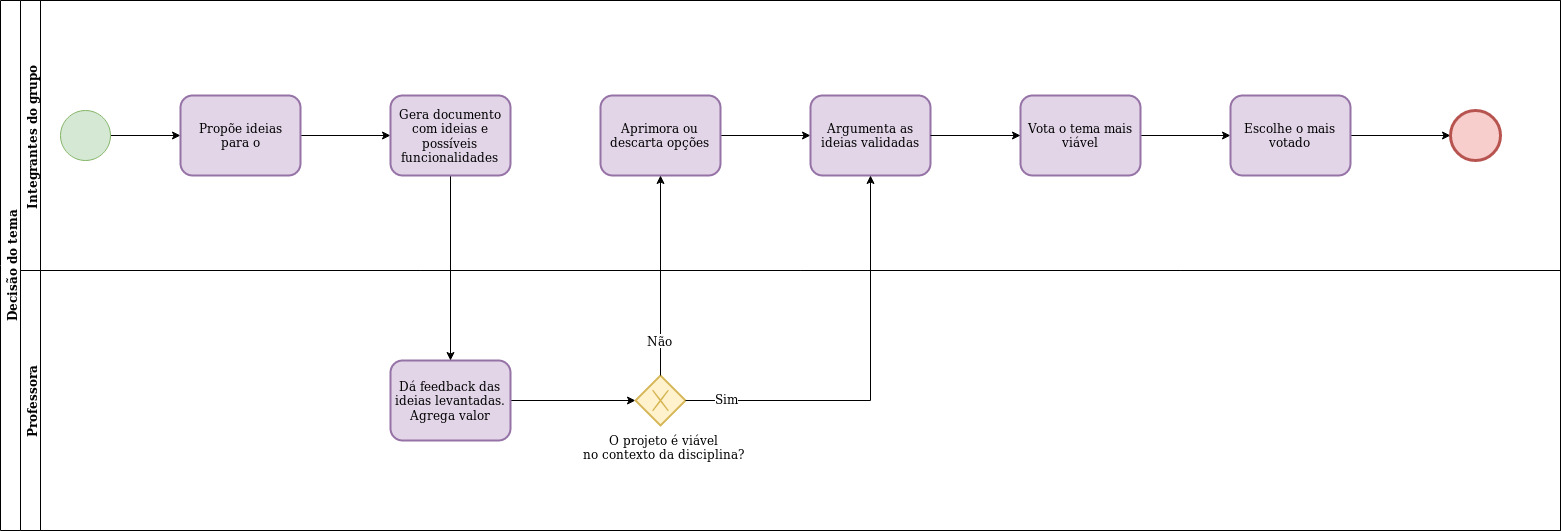 Decisão do tema
Integrantes do grupo
Propõe ideias
para o
Gera documento
com ideias e
possíveis
funcionalidades
Aprimora ou
descarta opções
Argumenta as
ideias validadas
Vota o tema mais
viável
Escolhe o mais
votado
Professora
Dá feedback das
ideias levantadas.
Agrega valor
Não
Sim
O projeto é viável
no contexto da disciplina?